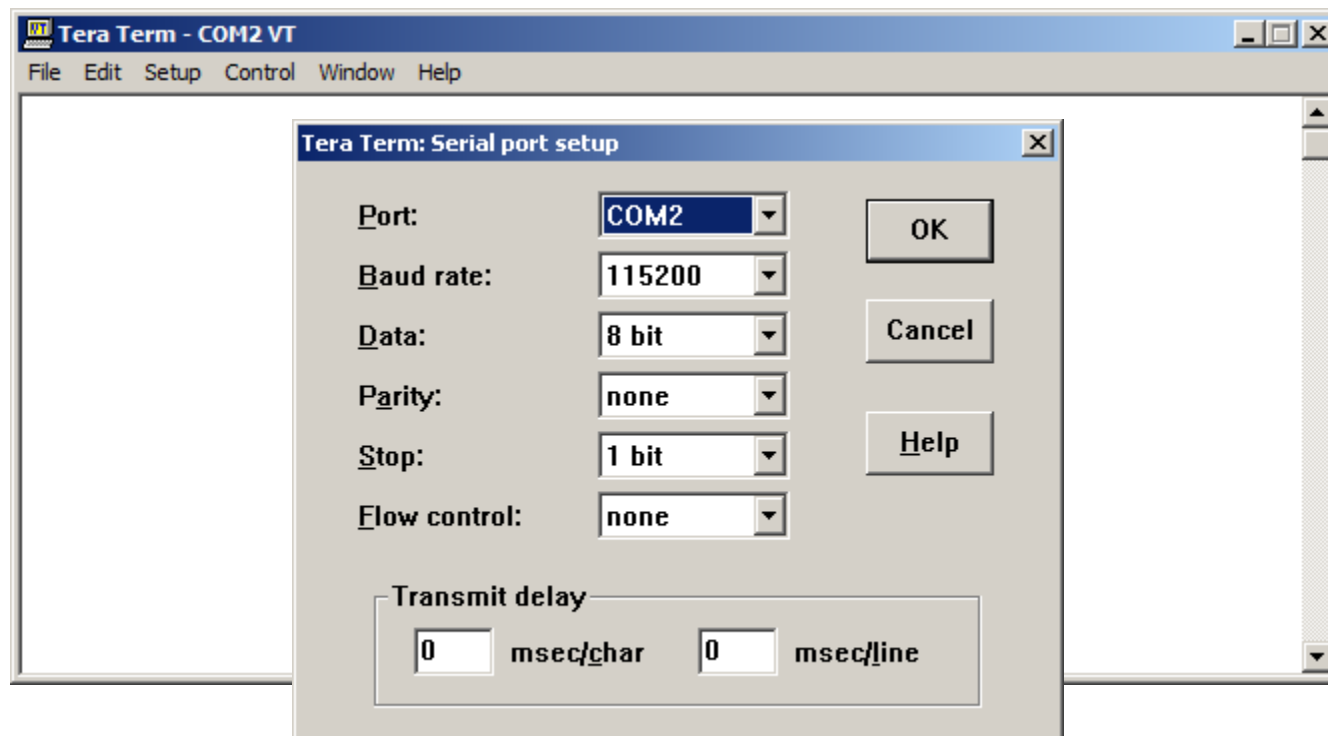 Tera Term - COM2 VT
File Edit Setup Control Window Help
Tera Term: Serial port setup
Port: COM2
OK
Baud rate: 115200
Data: 8 bit
Cancel
Parity: none
Stop: 1 bit
Help
Flow control: none
Transmit delay
0 msec/char 0 msec/line